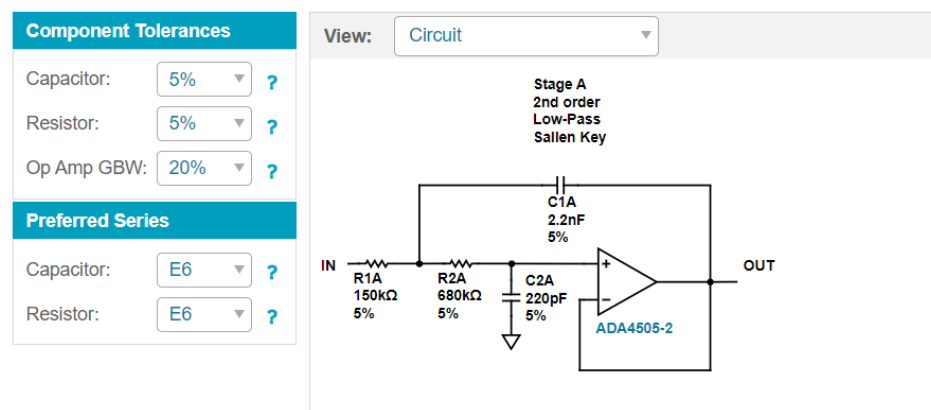 Component Tolerances
Capacitor: 5% ?
Resistor: 5% ?
Op Amp GBW: 20% ?
Preferred Series
Capacitor: E6 ?
Resistor: E6 ?
View: Circuit
Stage A
2nd order
Low-Pass
Sallen Key
C1A
2.2nF
5%
IN
R1A
150kΩ
5%
R2A
680kΩ
5%
C2A
220pF
5%
+
−
ADA4505-2
OUT